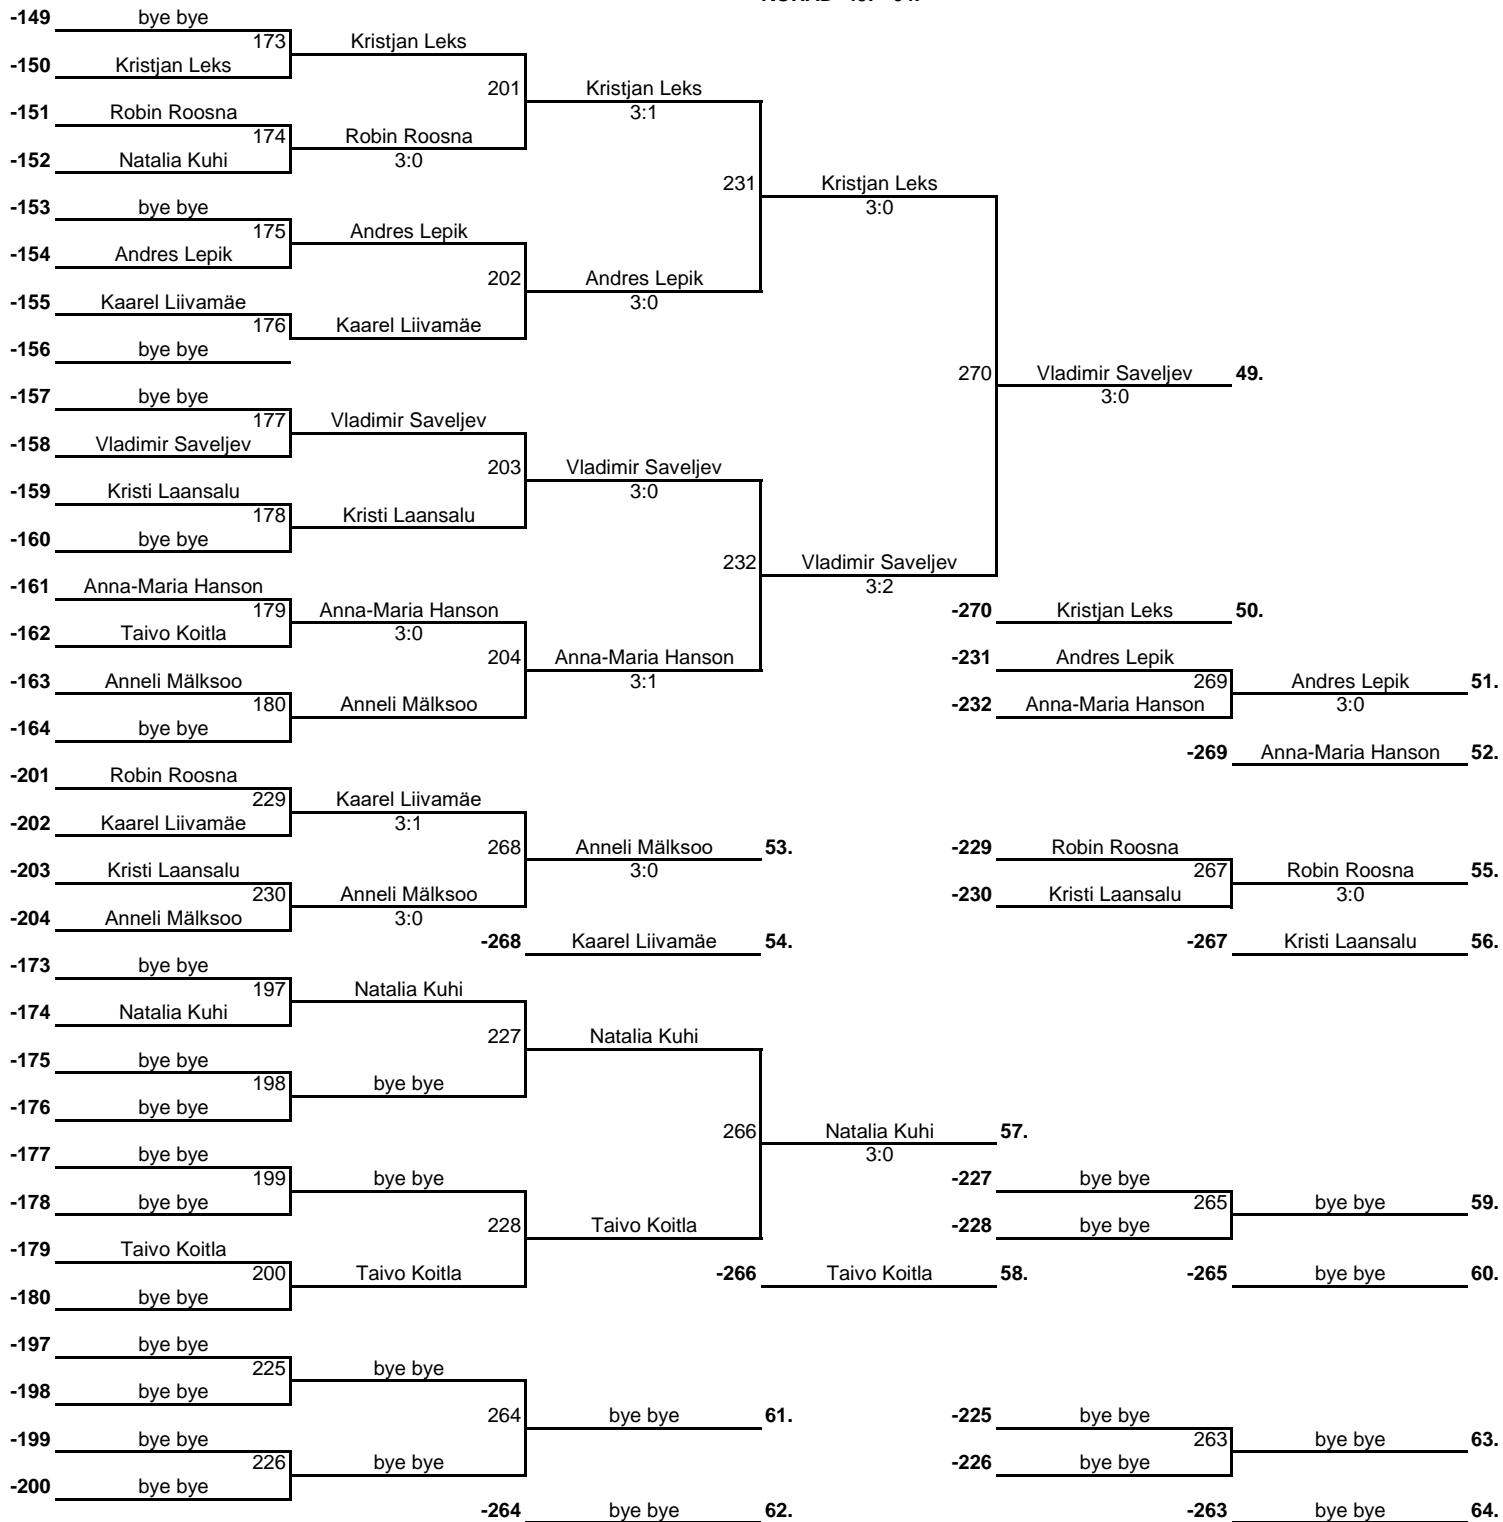 -149 bye bye
173 Kristjan Leks
-150 Kristjan Leks
201 Kristjan Leks
3:1
-151 Robin Roosna
174 Robin Roosna
3:0
-152 Natalia Kuhi
231 Kristjan Leks
3:0
-153 bye bye
175 Andres Lepik
-154 Andres Lepik
202 Andres Lepik
3:0
-155 Kaarel Liivamäe
176 Kaarel Liivamäe
-156 bye bye
270 Vladimir Saveljev 49.
3:0
-157 bye bye
177 Vladimir Saveljev
-158 Vladimir Saveljev
203 Vladimir Saveljev
3:0
-159 Kristi Laansalu
178 Kristi Laansalu
-160 bye bye
232 Vladimir Saveljev
3:2
-161 Anna-Maria Hanson
179 Anna-Maria Hanson
3:0
-162 Taivo Koitla
-270 Kristjan Leks 50.
204 Anna-Maria Hanson
3:1
-231 Andres Lepik
-163 Anneli Mälksoo
269 Andres Lepik 51.
3:0
180 Anneli Mälksoo
-232 Anna-Maria Hanson
-164 bye bye
-269 Anna-Maria Hanson 52.
-201 Robin Roosna
229 Kaarel Liivamäe
3:1
-202 Kaarel Liivamäe
268 Anneli Mälksoo 53.
3:0
-229 Robin Roosna
-203 Kristi Laansalu
267 Robin Roosna 55.
3:0
230 Anneli Mälksoo
3:0
-230 Kristi Laansalu
-204 Anneli Mälksoo
-268 Kaarel Liivamäe 54.
-267 Kristi Laansalu 56.
-173 bye bye
197 Natalia Kuhi
-174 Natalia Kuhi
227 Natalia Kuhi
-175 bye bye
198 bye bye
-176 bye bye
266 Natalia Kuhi 57.
3:0
-177 bye bye
-227 bye bye
199 bye bye
265 bye bye 59.
-178 bye bye
228 Taivo Koitla
-228 bye bye
-179 Taivo Koitla
200 Taivo Koitla
-266 Taivo Koitla 58.
-265 bye bye 60.
-180 bye bye
-197 bye bye
225 bye bye
-198 bye bye
264 bye bye 61.
-225 bye bye
-199 bye bye
263 bye bye 63.
226 bye bye
-226 bye bye
-200 bye bye
-264 bye bye 62.
-263 bye bye 64.